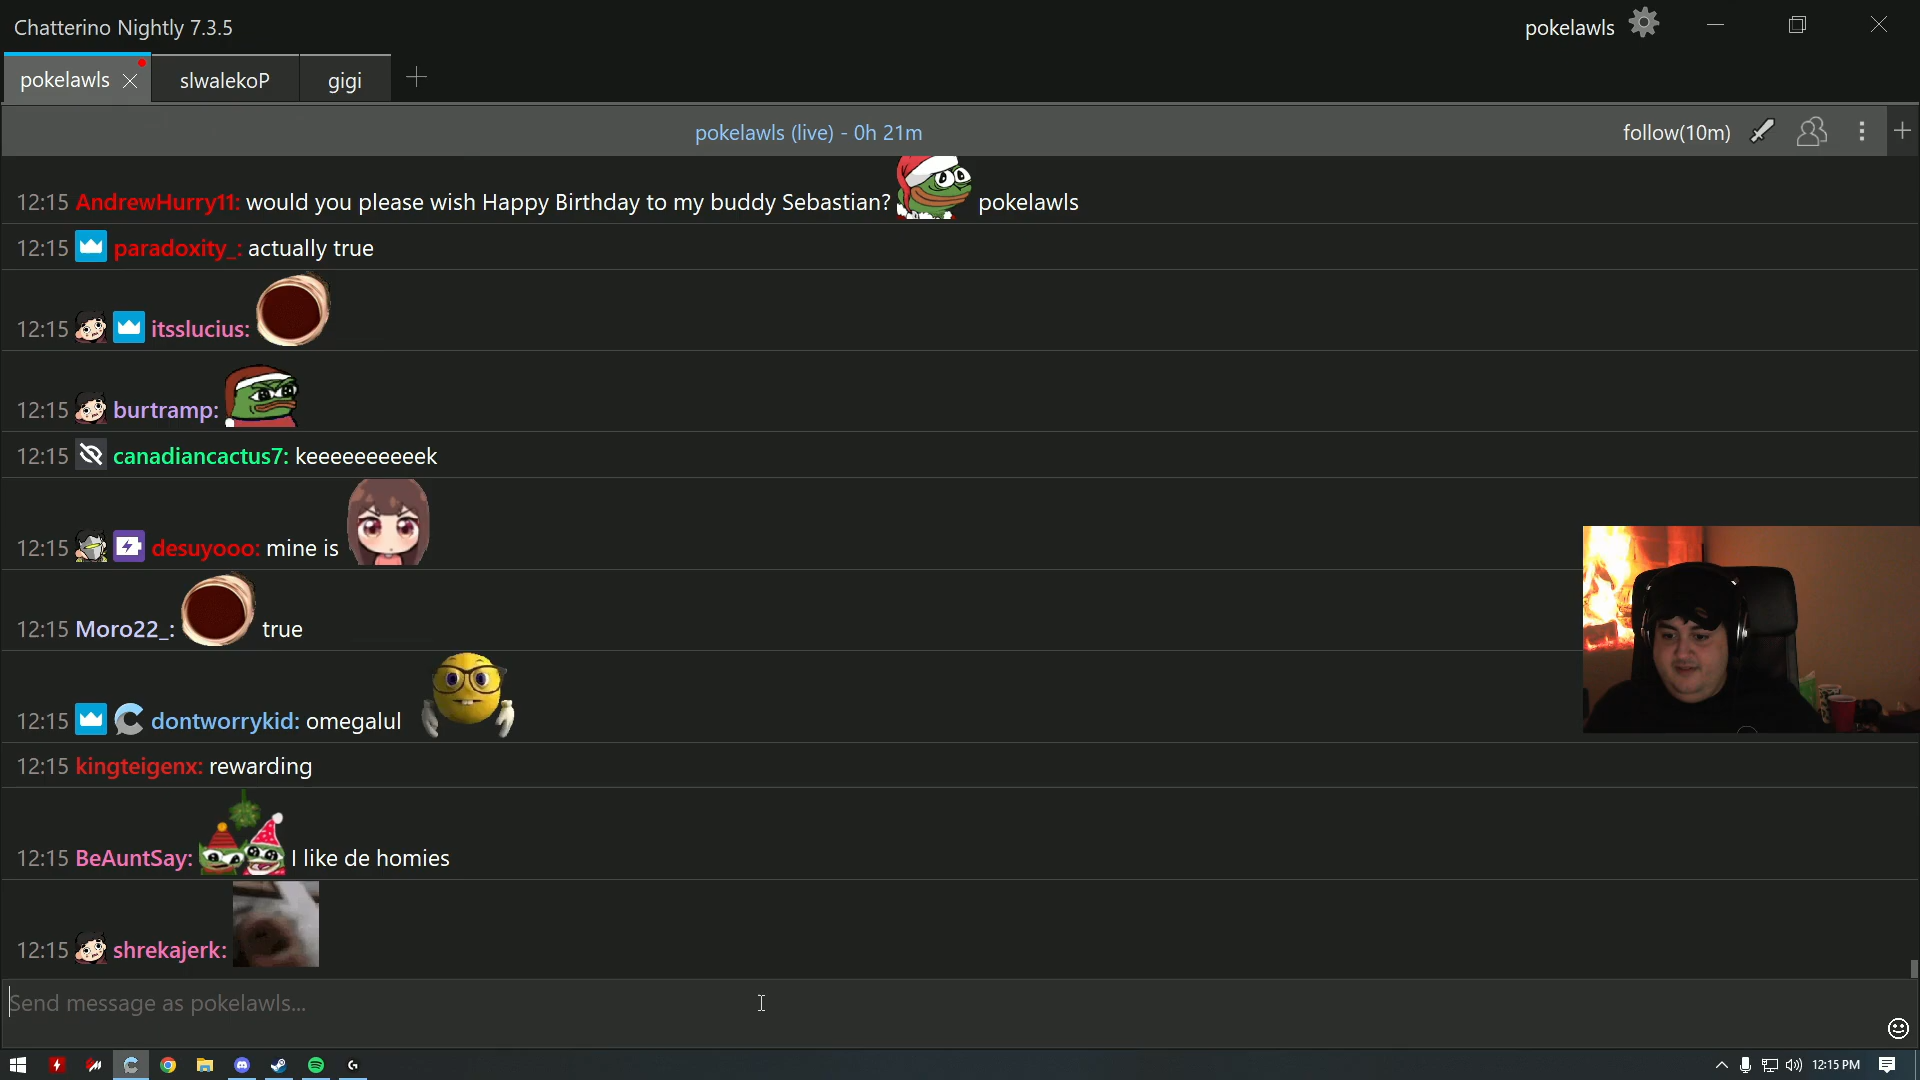 Chatterino Nightly 7.3.5
pokelawls
pokelawls
slwalekoP
gigi
pokelawls (live) - 0h 21m
follow(10m)
12:15 AndrewHurry11: would you please wish Happy Birthday to my buddy Sebastian? pokelawls
12:15 paradoxity_: actually true
12:15 itsslucius:
12:15 burtramp:
12:15 canadiancactus7: keeeeeeeeeek
12:15 desuyooo: mine is
12:15 Moro22_: true
12:15 dontworrykid: omegalul
12:15 kingteigenx: rewarding
12:15 BeAuntSay: I like de homies
12:15 shrekajerk:
Send message as pokelawls...
12:15 PM